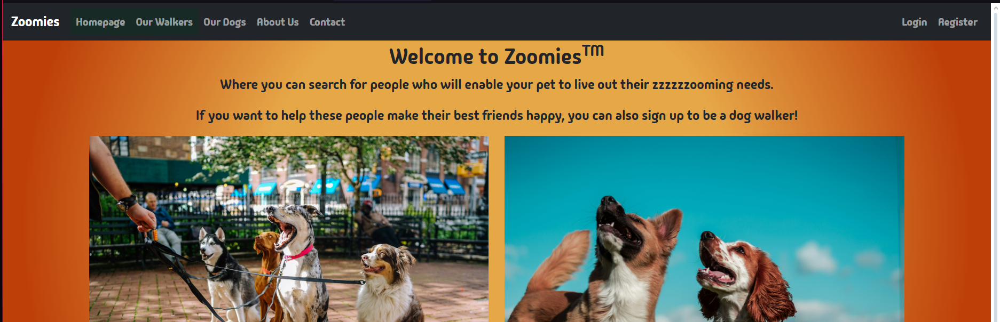 Zoomies Homepage Our Walkers Our Dogs About Us Contact Login Register
Welcome to Zoomies™
Where you can search for people who will enable your pet to live out their zzzzzzooming needs.
If you want to help these people make their best friends happy, you can also sign up to be a dog walker!